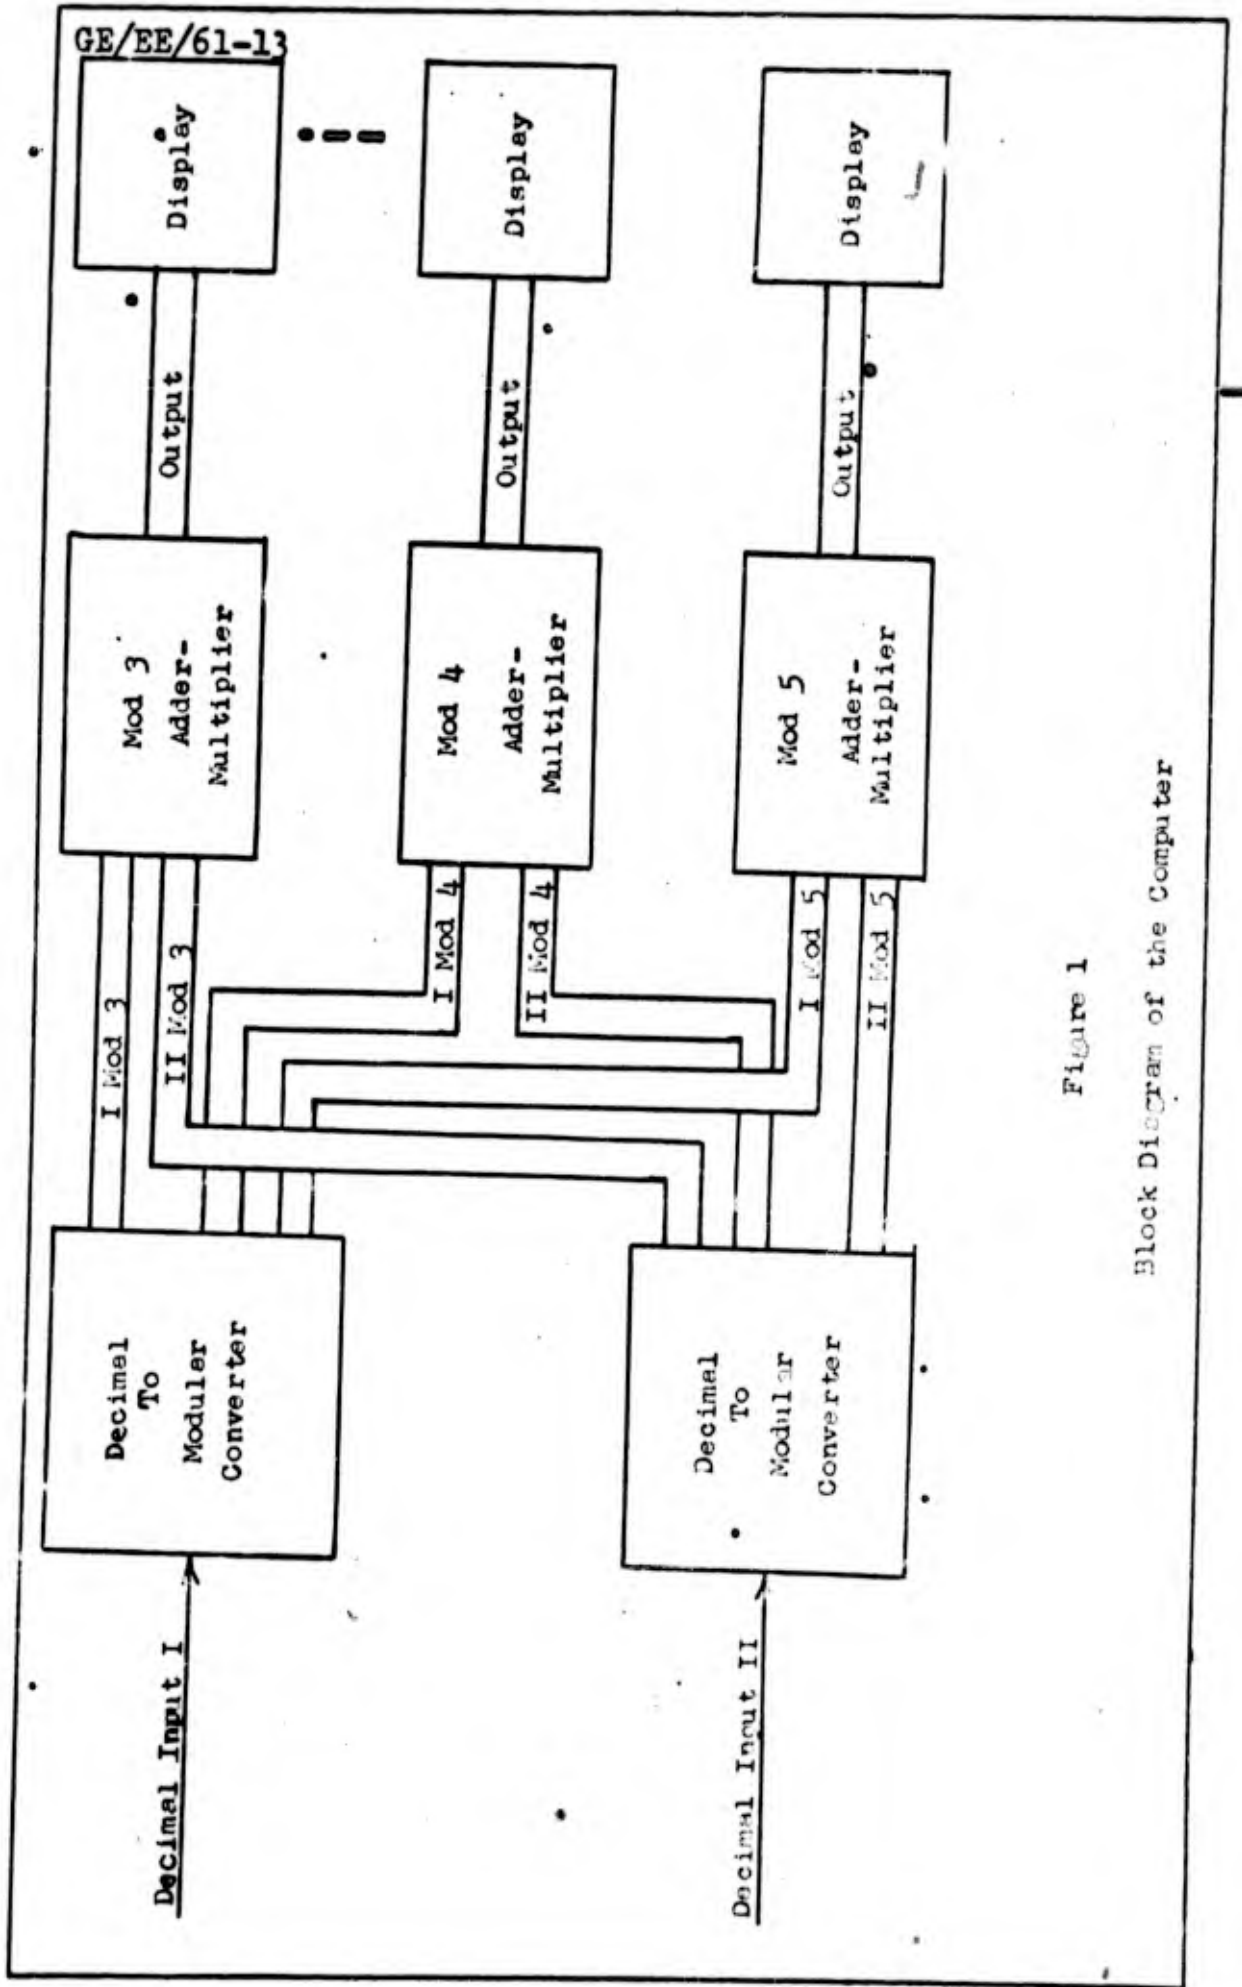 GE/EE/61-13
Decimal Input I
Decimal
To
Modular
Converter
I Mod 3
II Mod 3
Mod 3
Adder-
Multiplier
Output
Display
I Mod 4
II Mod 4
Mod 4
Adder-
Multiplier
Output
Display
Decimal Input II
Decimal
To
Modular
Converter
I Mod 5
II Mod 5
Mod 5
Adder-
Multiplier
Output
Display
Figure 1
Block Diagram of the Computer